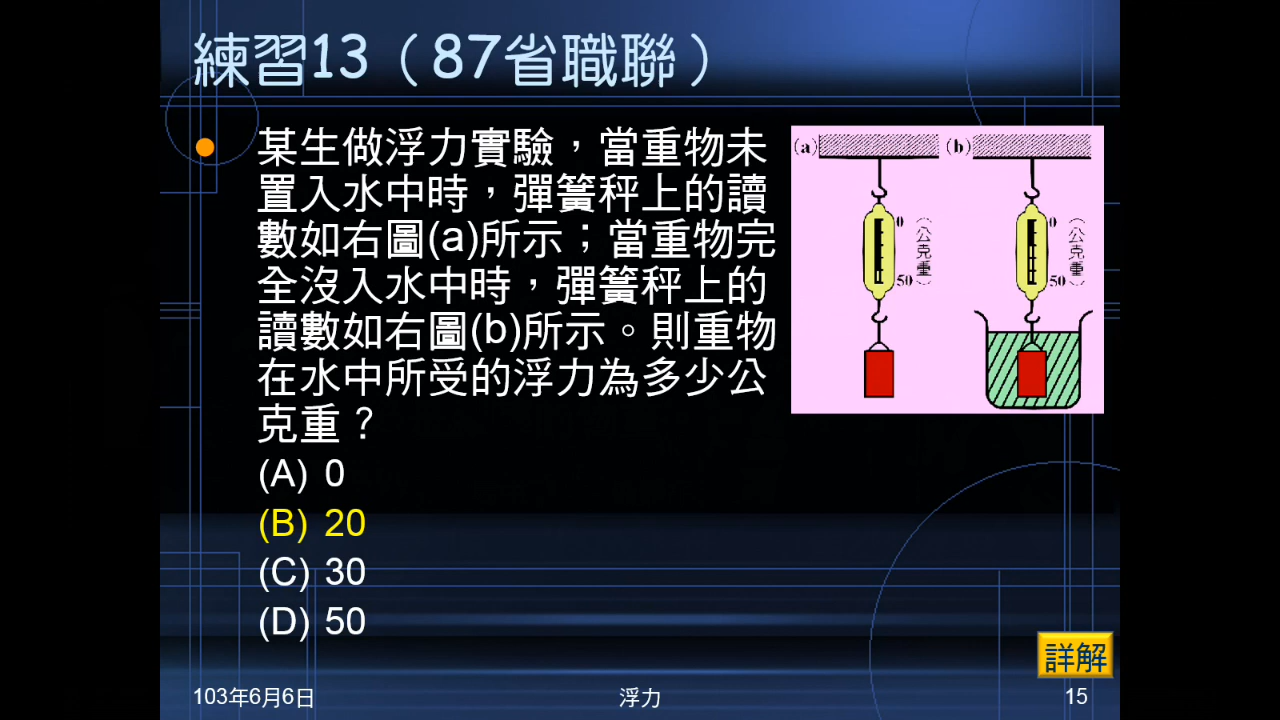 練習13（87省職聯）
某生做浮力實驗，當重物未
置入水中時，彈簧秤上的讀
數如右圖(a)所示；當重物完
全沒入水中時，彈簧秤上的
讀數如右圖(b)所示。則重物
在水中所受的浮力為多少公
克重？
(A) 0
(B) 20
(C) 30
(D) 50
(a)
0
50
（公克重）
(b)
0
50
（公克重）
詳解
103年6月6日
浮力
15